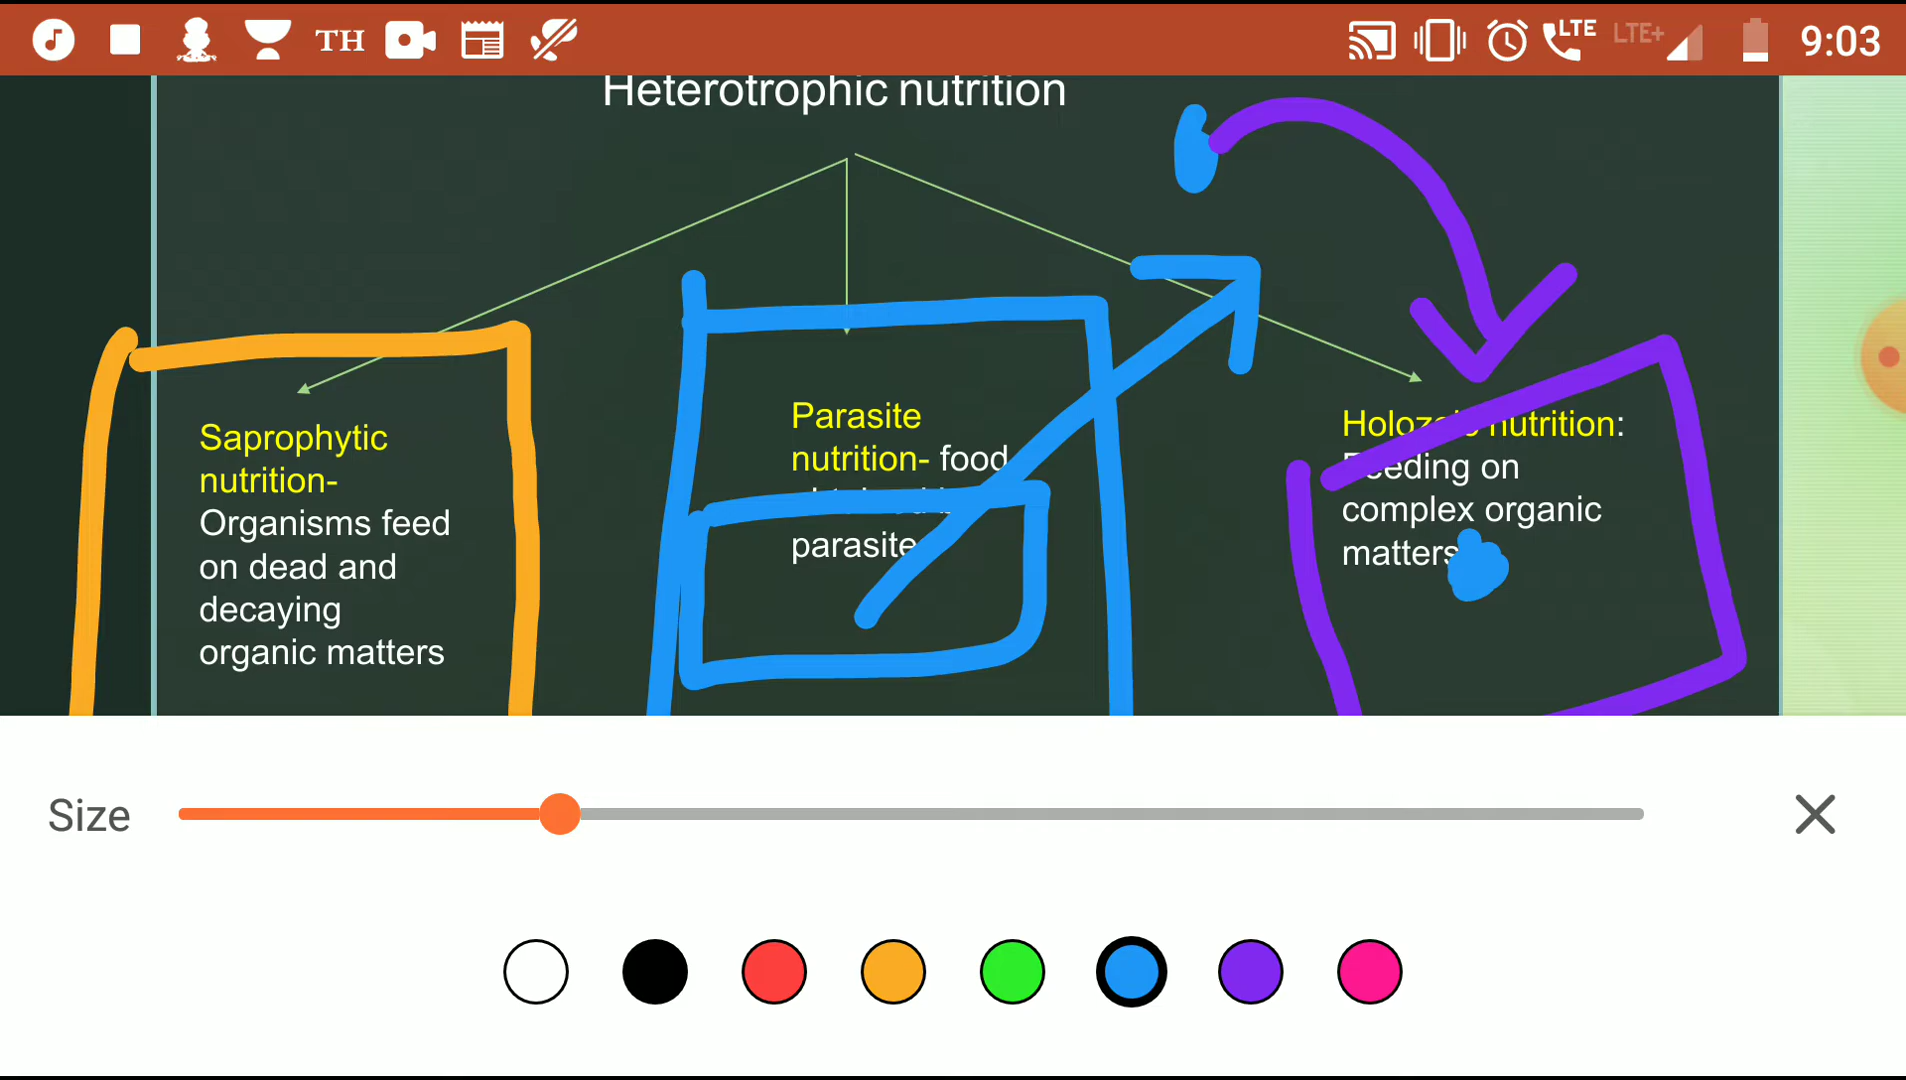 TH
LTE
LTE+
9:03
Heterotrophic nutrition
Saprophytic
nutrition-
Organisms feed
on dead and
decaying
organic matters
Parasite
nutrition- food
parasite
nutrition:
Feeding on
complex organic
matters
Size